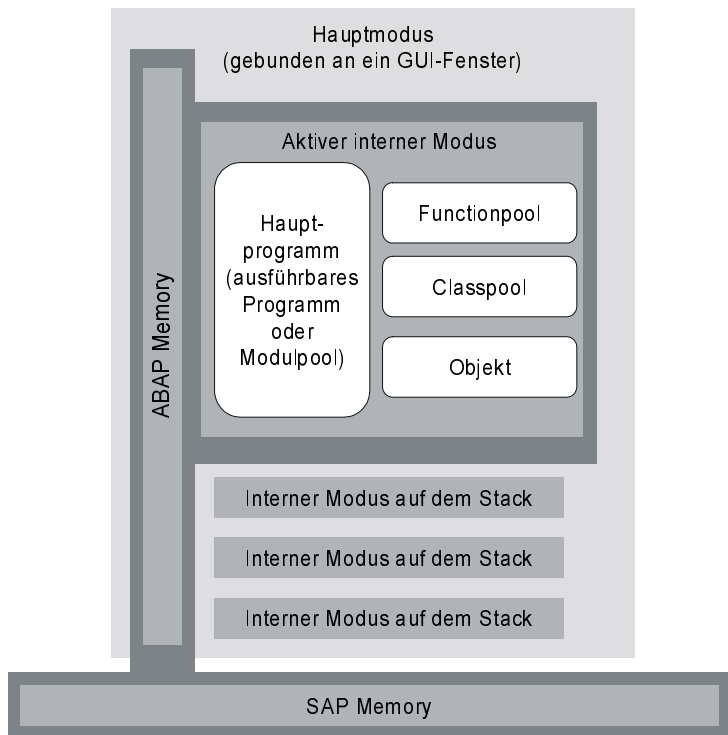 Hauptmodus
(gebunden an ein GUI-Fenster)
Aktiver interner Modus
Haupt-
programm
(ausführbares
Programm
oder
Modulpool)
Functionpool
Classpool
Objekt
ABAP Memory
Interner Modus auf dem Stack
Interner Modus auf dem Stack
Interner Modus auf dem Stack
SAP Memory